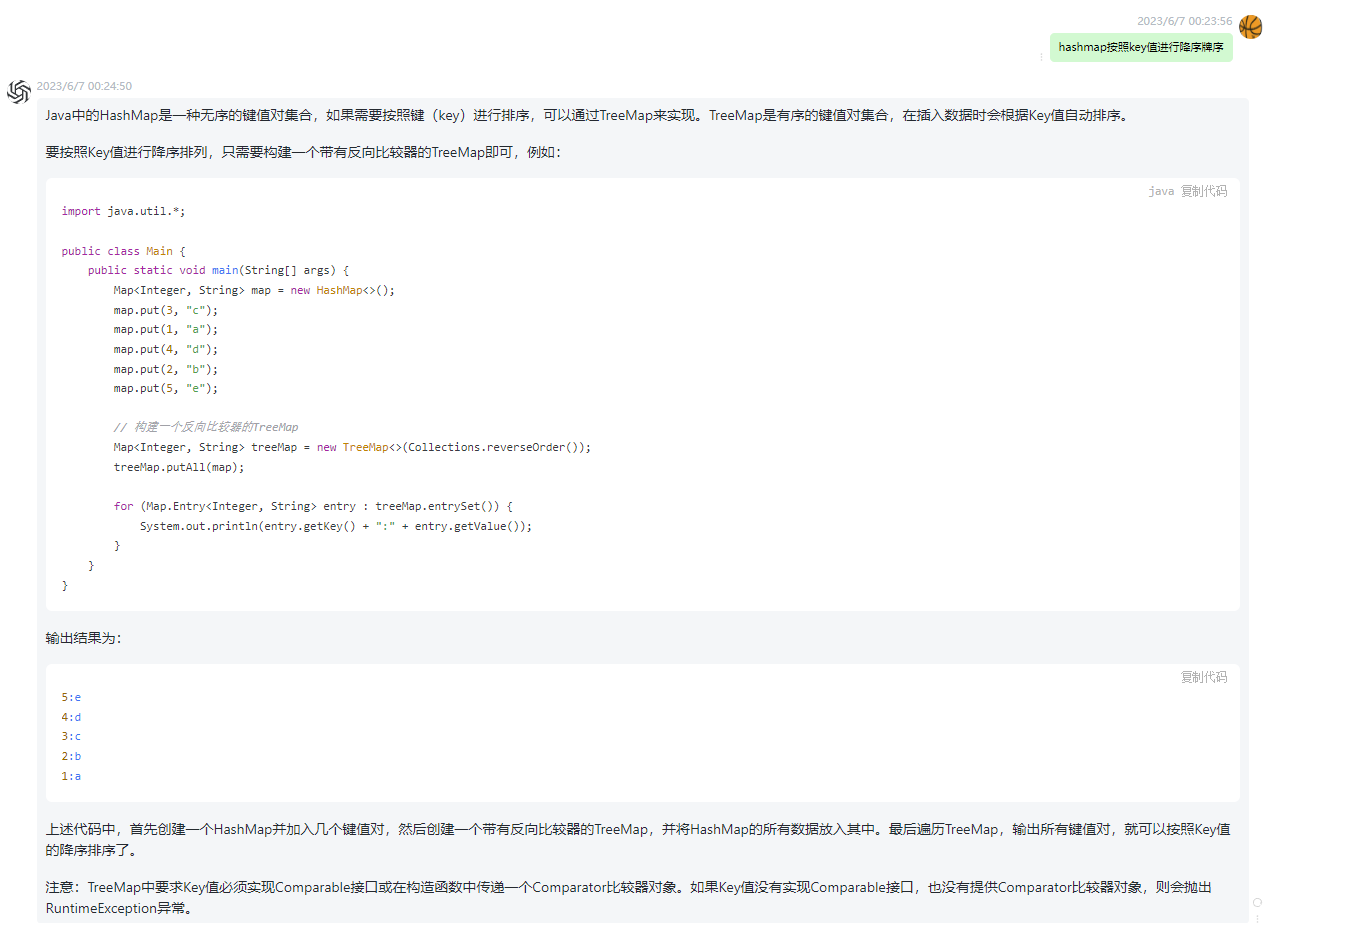 2023/6/7 00:23:56
hashmap按照key值进行降序牌序
2023/6/7 00:24:50
Java中的HashMap是一种无序的键值对集合，如果需要按照键（key）进行排序，可以通过TreeMap来实现。TreeMap是有序的键值对集合，在插入数据时会根据Key值自动排序。
要按照Key值进行降序排列，只需要构建一个带有反向比较器的TreeMap即可，例如：
java 复制代码
import java.util.*;
public class Main {
    public static void main(String[] args) {
        Map<Integer, String> map = new HashMap<>();
        map.put(3, "c");
        map.put(1, "a");
        map.put(4, "d");
        map.put(2, "b");
        map.put(5, "e");
        // 构建一个反向比较器的TreeMap
        Map<Integer, String> treeMap = new TreeMap<>(Collections.reverseOrder());
        treeMap.putAll(map);
        for (Map.Entry<Integer, String> entry : treeMap.entrySet()) {
            System.out.println(entry.getKey() + ":" + entry.getValue());
        }
    }
}
输出结果为：
复制代码
5:e
4:d
3:c
2:b
1:a
上述代码中，首先创建一个HashMap并加入几个键值对，然后创建一个带有反向比较器的TreeMap，并将HashMap的所有数据放入其中。最后遍历TreeMap，输出所有键值对，就可以按照Key值
的降序排序了。
注意：TreeMap中要求Key值必须实现Comparable接口或在构造函数中传递一个Comparator比较器对象。如果Key值没有实现Comparable接口，也没有提供Comparator比较器对象，则会抛出
RuntimeException异常。